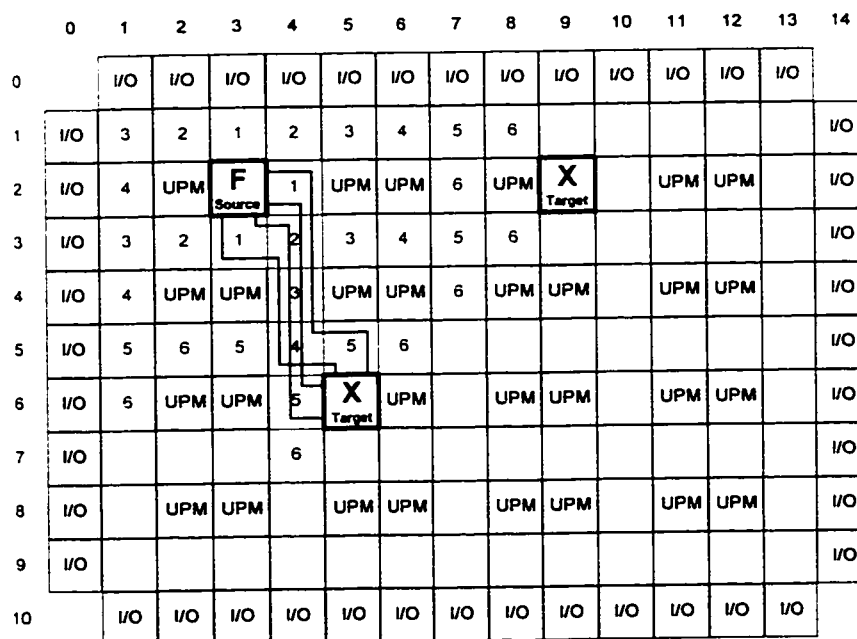 0 1 2 3 4 5 6 7 8 9 10 11 12 13 14
0 I/O I/O I/O I/O I/O I/O I/O I/O I/O I/O I/O I/O I/O
1 I/O 3 2 1 2 3 4 5 6 I/O
2 I/O 4 UPM F Source 1 UPM UPM 6 UPM X Target UPM UPM I/O
3 I/O 3 2 1 2 3 4 5 6 I/O
4 I/O 4 UPM UPM 3 UPM UPM 6 UPM UPM UPM UPM I/O
5 I/O 5 6 5 4 5 6 I/O
6 I/O 6 UPM UPM 5 X Target UPM UPM UPM UPM UPM I/O
7 I/O 6 I/O
8 I/O UPM UPM UPM UPM UPM UPM UPM UPM I/O
9 I/O I/O
10 I/O I/O I/O I/O I/O I/O I/O I/O I/O I/O I/O I/O I/O